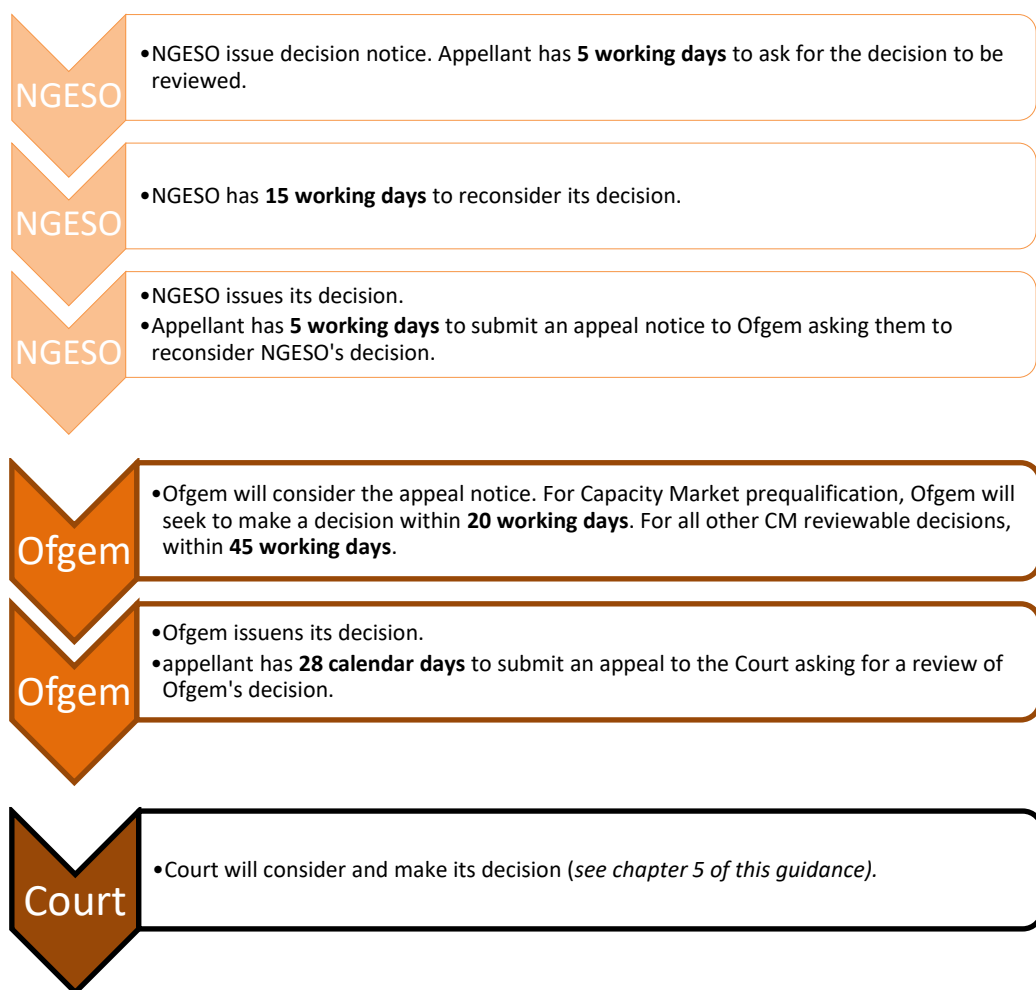 NGESO
•NGESO issue decision notice. Appellant has 5 working days to ask for the decision to be
reviewed.
NGESO
•NGESO has 15 working days to reconsider its decision.
NGESO
•NGESO issues its decision.
•Appellant has 5 working days to submit an appeal notice to Ofgem asking them to
reconsider NGESO's decision.
Ofgem
•Ofgem will consider the appeal notice. For Capacity Market prequalification, Ofgem will
seek to make a decision within 20 working days. For all other CM reviewable decisions,
within 45 working days.
Ofgem
•Ofgem issuens its decision.
•appellant has 28 calendar days to submit an appeal to the Court asking for a review of
Ofgem's decision.
Court
•Court will consider and make its decision (see chapter 5 of this guidance).